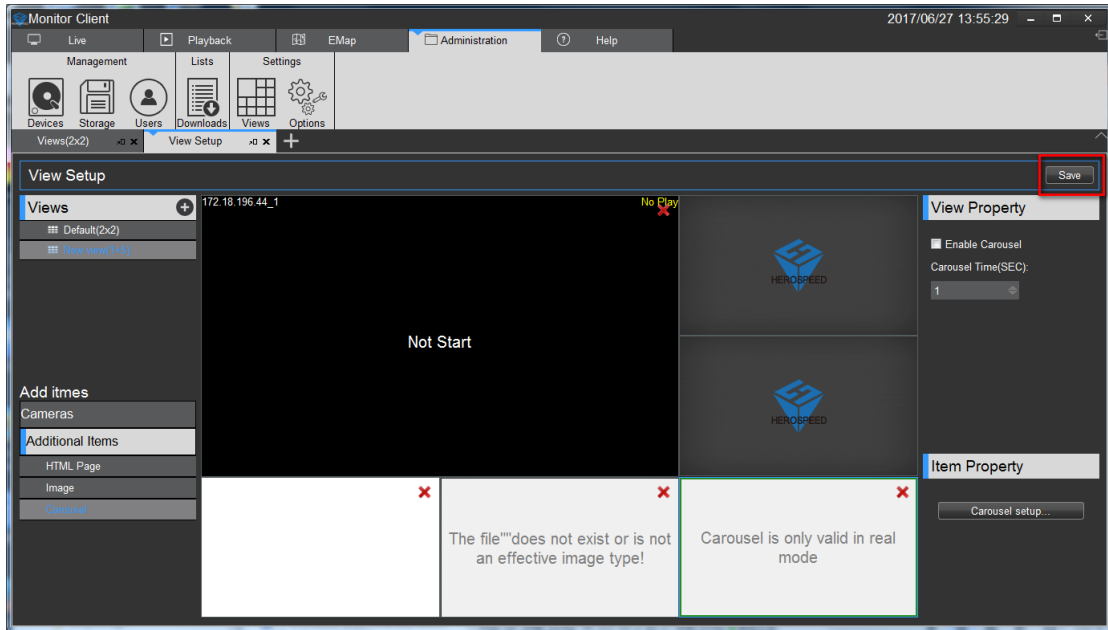 Monitor Client
2017/06/27 13:55:29
Live
Playback
EMap
Administration
Help
Management
Lists
Settings
Devices
Storage
Users
Downloads
Views
Options
Views(2x2)
View Setup
View Setup
Save
Views
Default(2x2)
New view(1+5)
172.18.196.44_1
No Play
Not Start
HEROSPEED
HEROSPEED
View Property
Enable Carousel
Carousel Time(SEC):
1
Add itmes
Cameras
Additional Items
HTML Page
Image
Carousel
The file""does not exist or is not
an effective image type!
Carousel is only valid in real
mode
Item Property
Carousel setup...